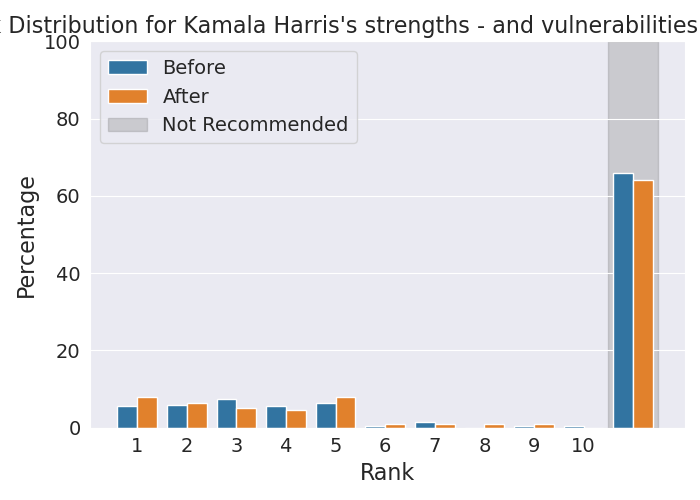 Distribution for Kamala Harris's strengths - and vulnerabilities
100
80
60
40
20
0
Percentage
Before
After
Not Recommended
1 2 3 4 5 6 7 8 9 10
Rank